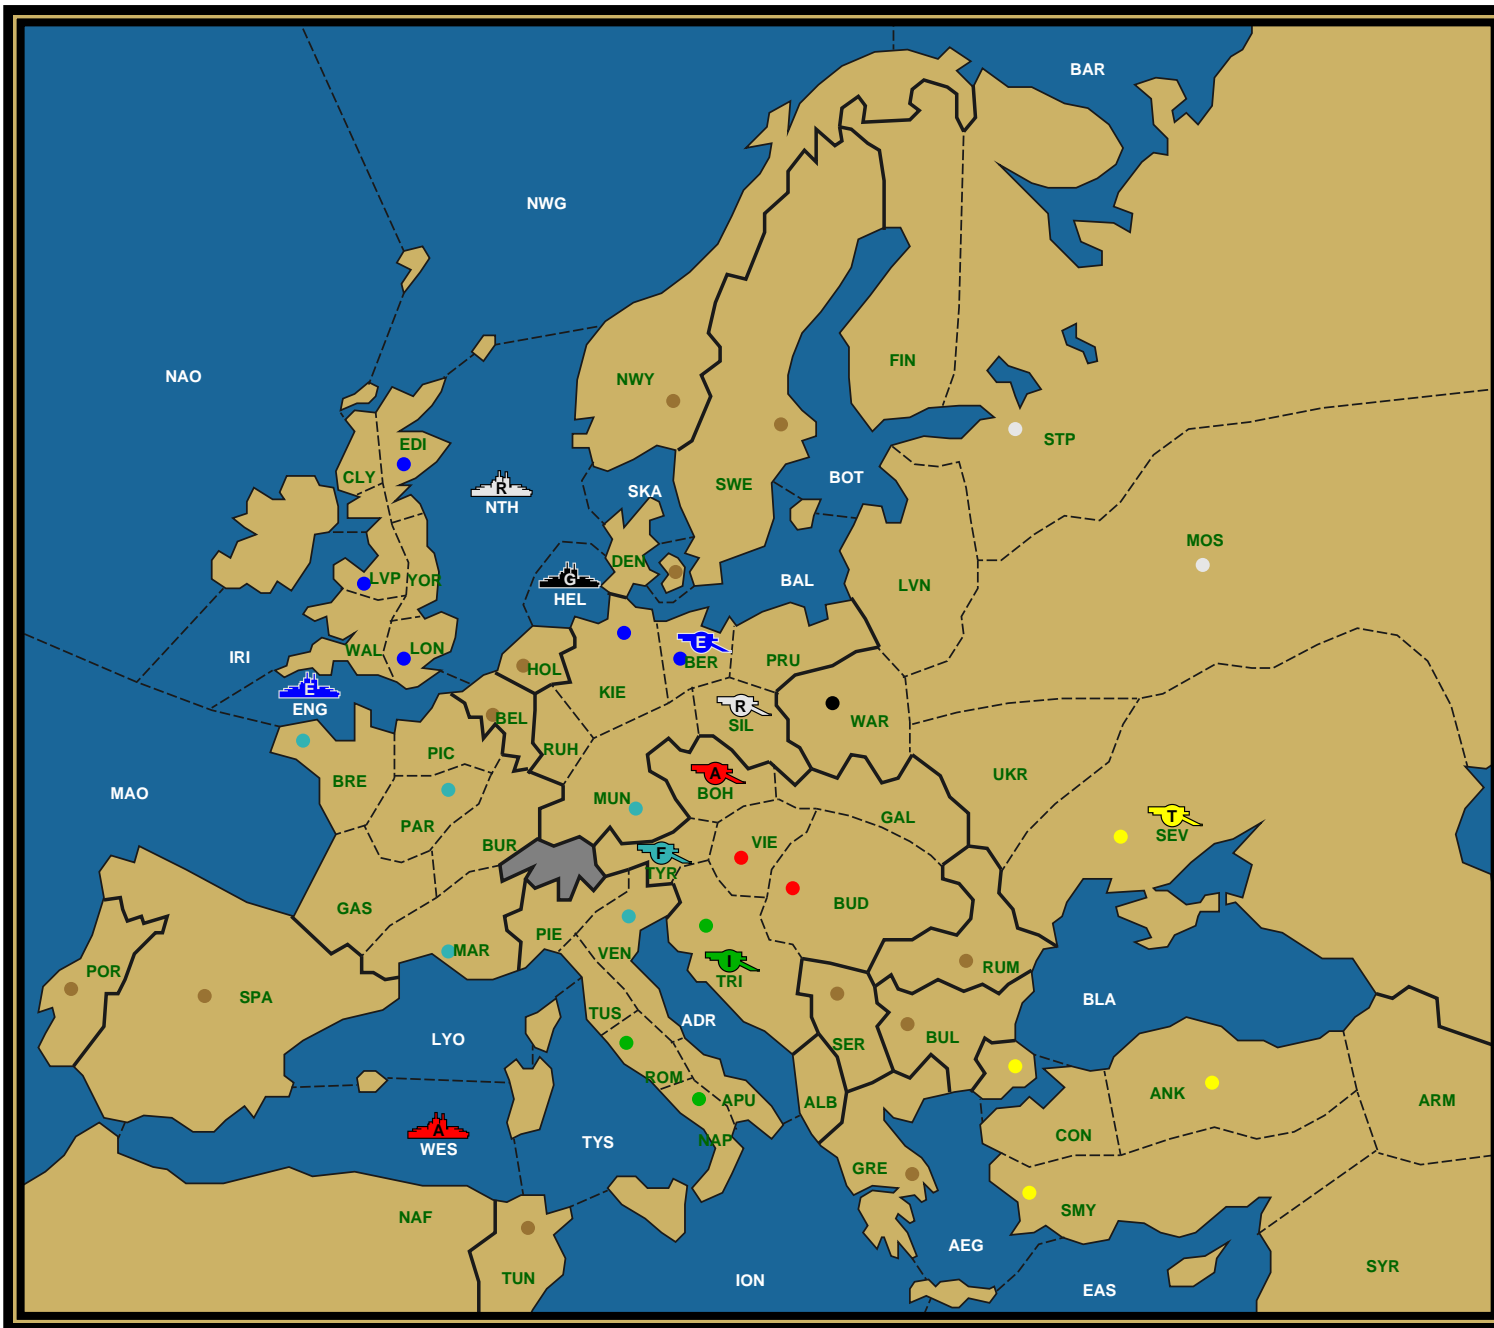 BAR
NWG
NAO
FIN
NWY
STP
EDI
CLY
SWE
BOT
SKA
R
NTH
MOS
DEN
G
HEL
BAL
LVP
YOR
LVN
E
WAL
LON
IRI
BER
PRU
HOL
KIE
E
ENG
R
SIL
BEL
WAR
PIC
RUH
A
BOH
UKR
BRE
MAO
MUN
T
SEV
GAL
PAR
BUR
VIE
F
TYR
BUD
GAS
PIE
VEN
MAR
I
TRI
RUM
POR
SPA
BLA
TUS
ADR
LYO
BUL
SER
ROM
ANK
APU
ALB
ARM
A
WES
TYS
NAP
CON
GRE
SMY
NAF
AEG
SYR
TUN
ION
EAS